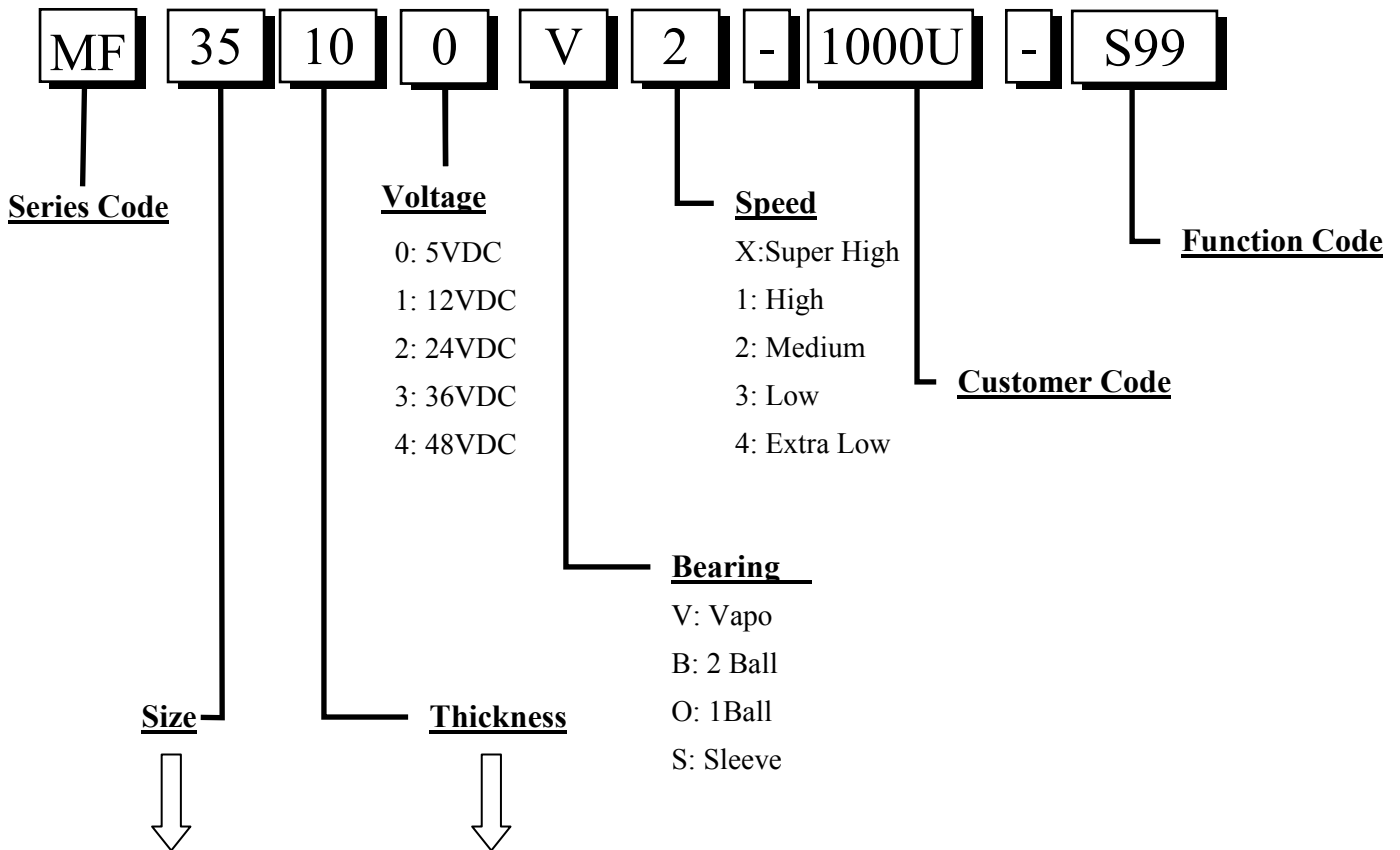 MF 35 10 0 V 2 - 1000U - S99
Series Code
Voltage
0: 5VDC
1: 12VDC
2: 24VDC
3: 36VDC
4: 48VDC
Speed
X:Super High
1: High
2: Medium
3: Low
4: Extra Low
Function Code
Customer Code
Bearing
V: Vapo
B: 2 Ball
O: 1Ball
S: Sleeve
Size
Thickness